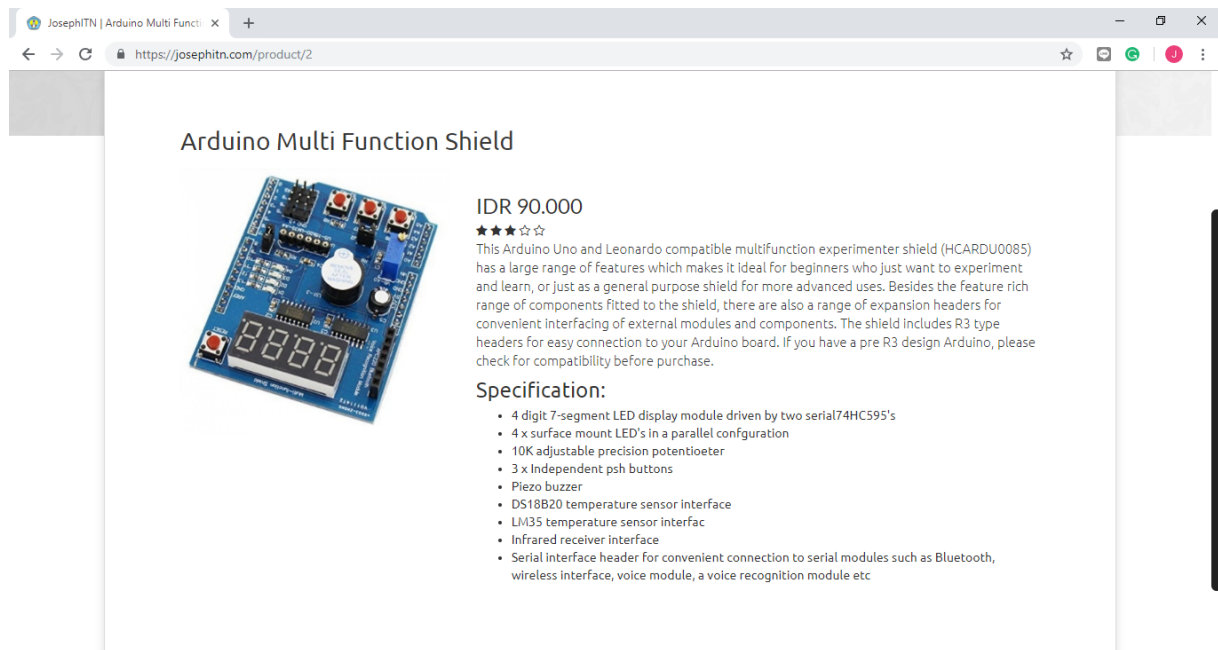 JosephITN | Arduino Multi Functi
https://josephitn.com/product/2
J
Arduino Multi Function Shield
IDR 90.000
This Arduino Uno and Leonardo compatible multifunction experimenter shield (HCARDU0085)
has a large range of features which makes it ideal for beginners who just want to experiment
and learn, or just as a general purpose shield for more advanced uses. Besides the feature rich
range of components fitted to the shield, there are also a range of expansion headers for
convenient interfacing of external modules and components. The shield includes R3 type
headers for easy connection to your Arduino board. If you have a pre R3 design Arduino, please
check for compatibility before purchase.
Specification:
4 digit 7-segment LED display module driven by two serial74HC595's
4 x surface mount LED's in a parallel confguration
10K adjustable precision potentioeter
3 x Independent psh buttons
Piezo buzzer
DS18B20 temperature sensor interface
LM35 temperature sensor interfac
Infrared receiver interface
Serial interface header for convenient connection to serial modules such as Bluetooth,
wireless interface, voice module, a voice recognition module etc
RESET
Multi-function Shield